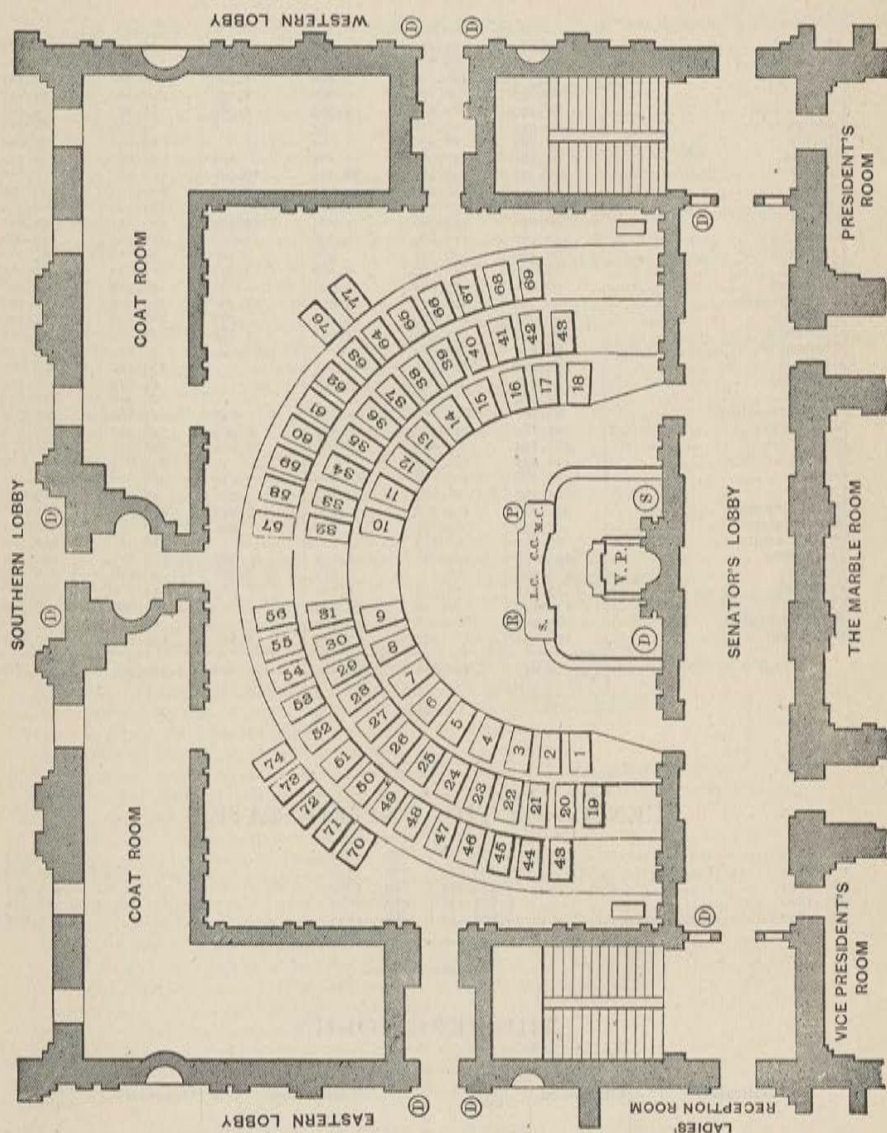 WESTERN LOBBY
SOUTHERN LOBBY
EASTERN LOBBY
COAT ROOM
COAT ROOM
D
D
D
D
D
D
70
71
72
73
74
76
77
43
44
45
46
47
48
49
50
51
52
53
54
55
56
57
58
59
60
61
62
63
64
65
66
67
68
69
19
20
21
22
23
24
25
26
27
28
29
30
31
32
33
34
35
36
37
38
39
40
41
42
43
1
2
3
4
5
6
7
8
9
10
11
12
13
14
15
16
17
18
R
P
S. L.C. C.C. M.C.
V. P.
D
S
D
D
SENATOR'S LOBBY
LADIES'
RECEPTION ROOM
VICE PRESIDENT'S
ROOM
THE MARBLE ROOM
PRESIDENT'S
ROOM